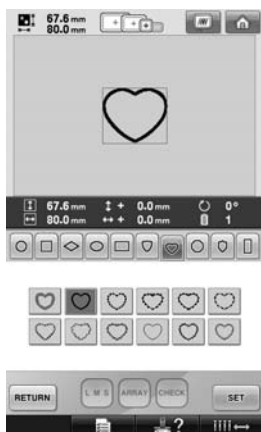 67.6 mm
80.0 mm
67.6 mm + 0.0 mm 0°
80.0 mm + 0.0 mm 1
L M S ARRAY CHECK
RETURN SET
?